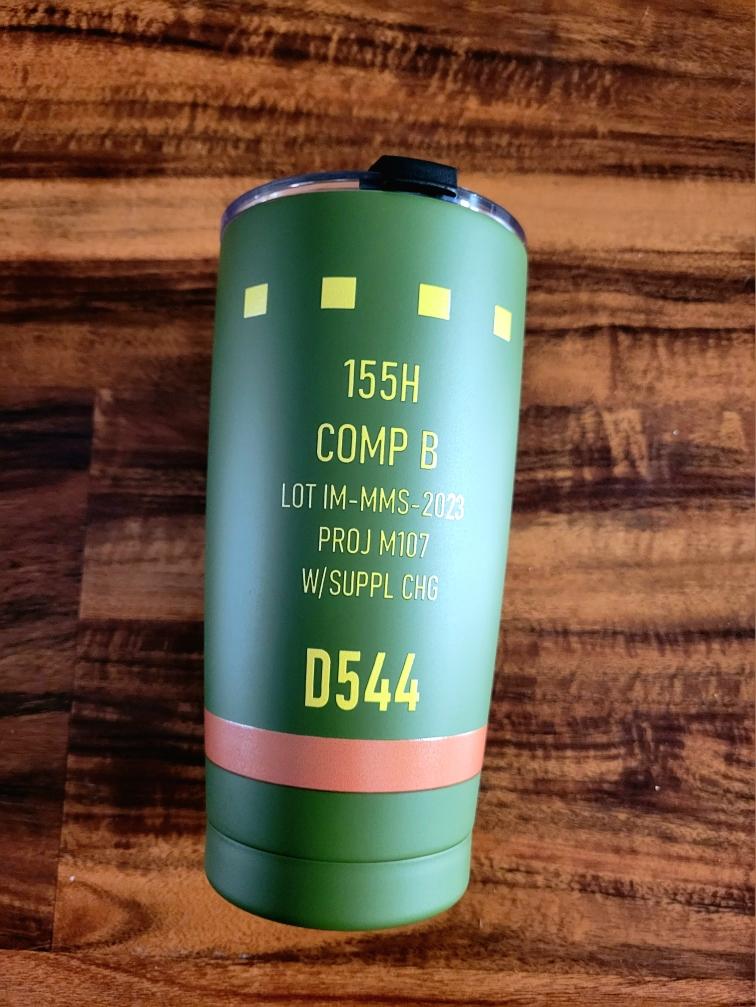 155H
COMP B
LOT IM-MMS-2023
PROJ M107
W/SUPPL CHG
D544